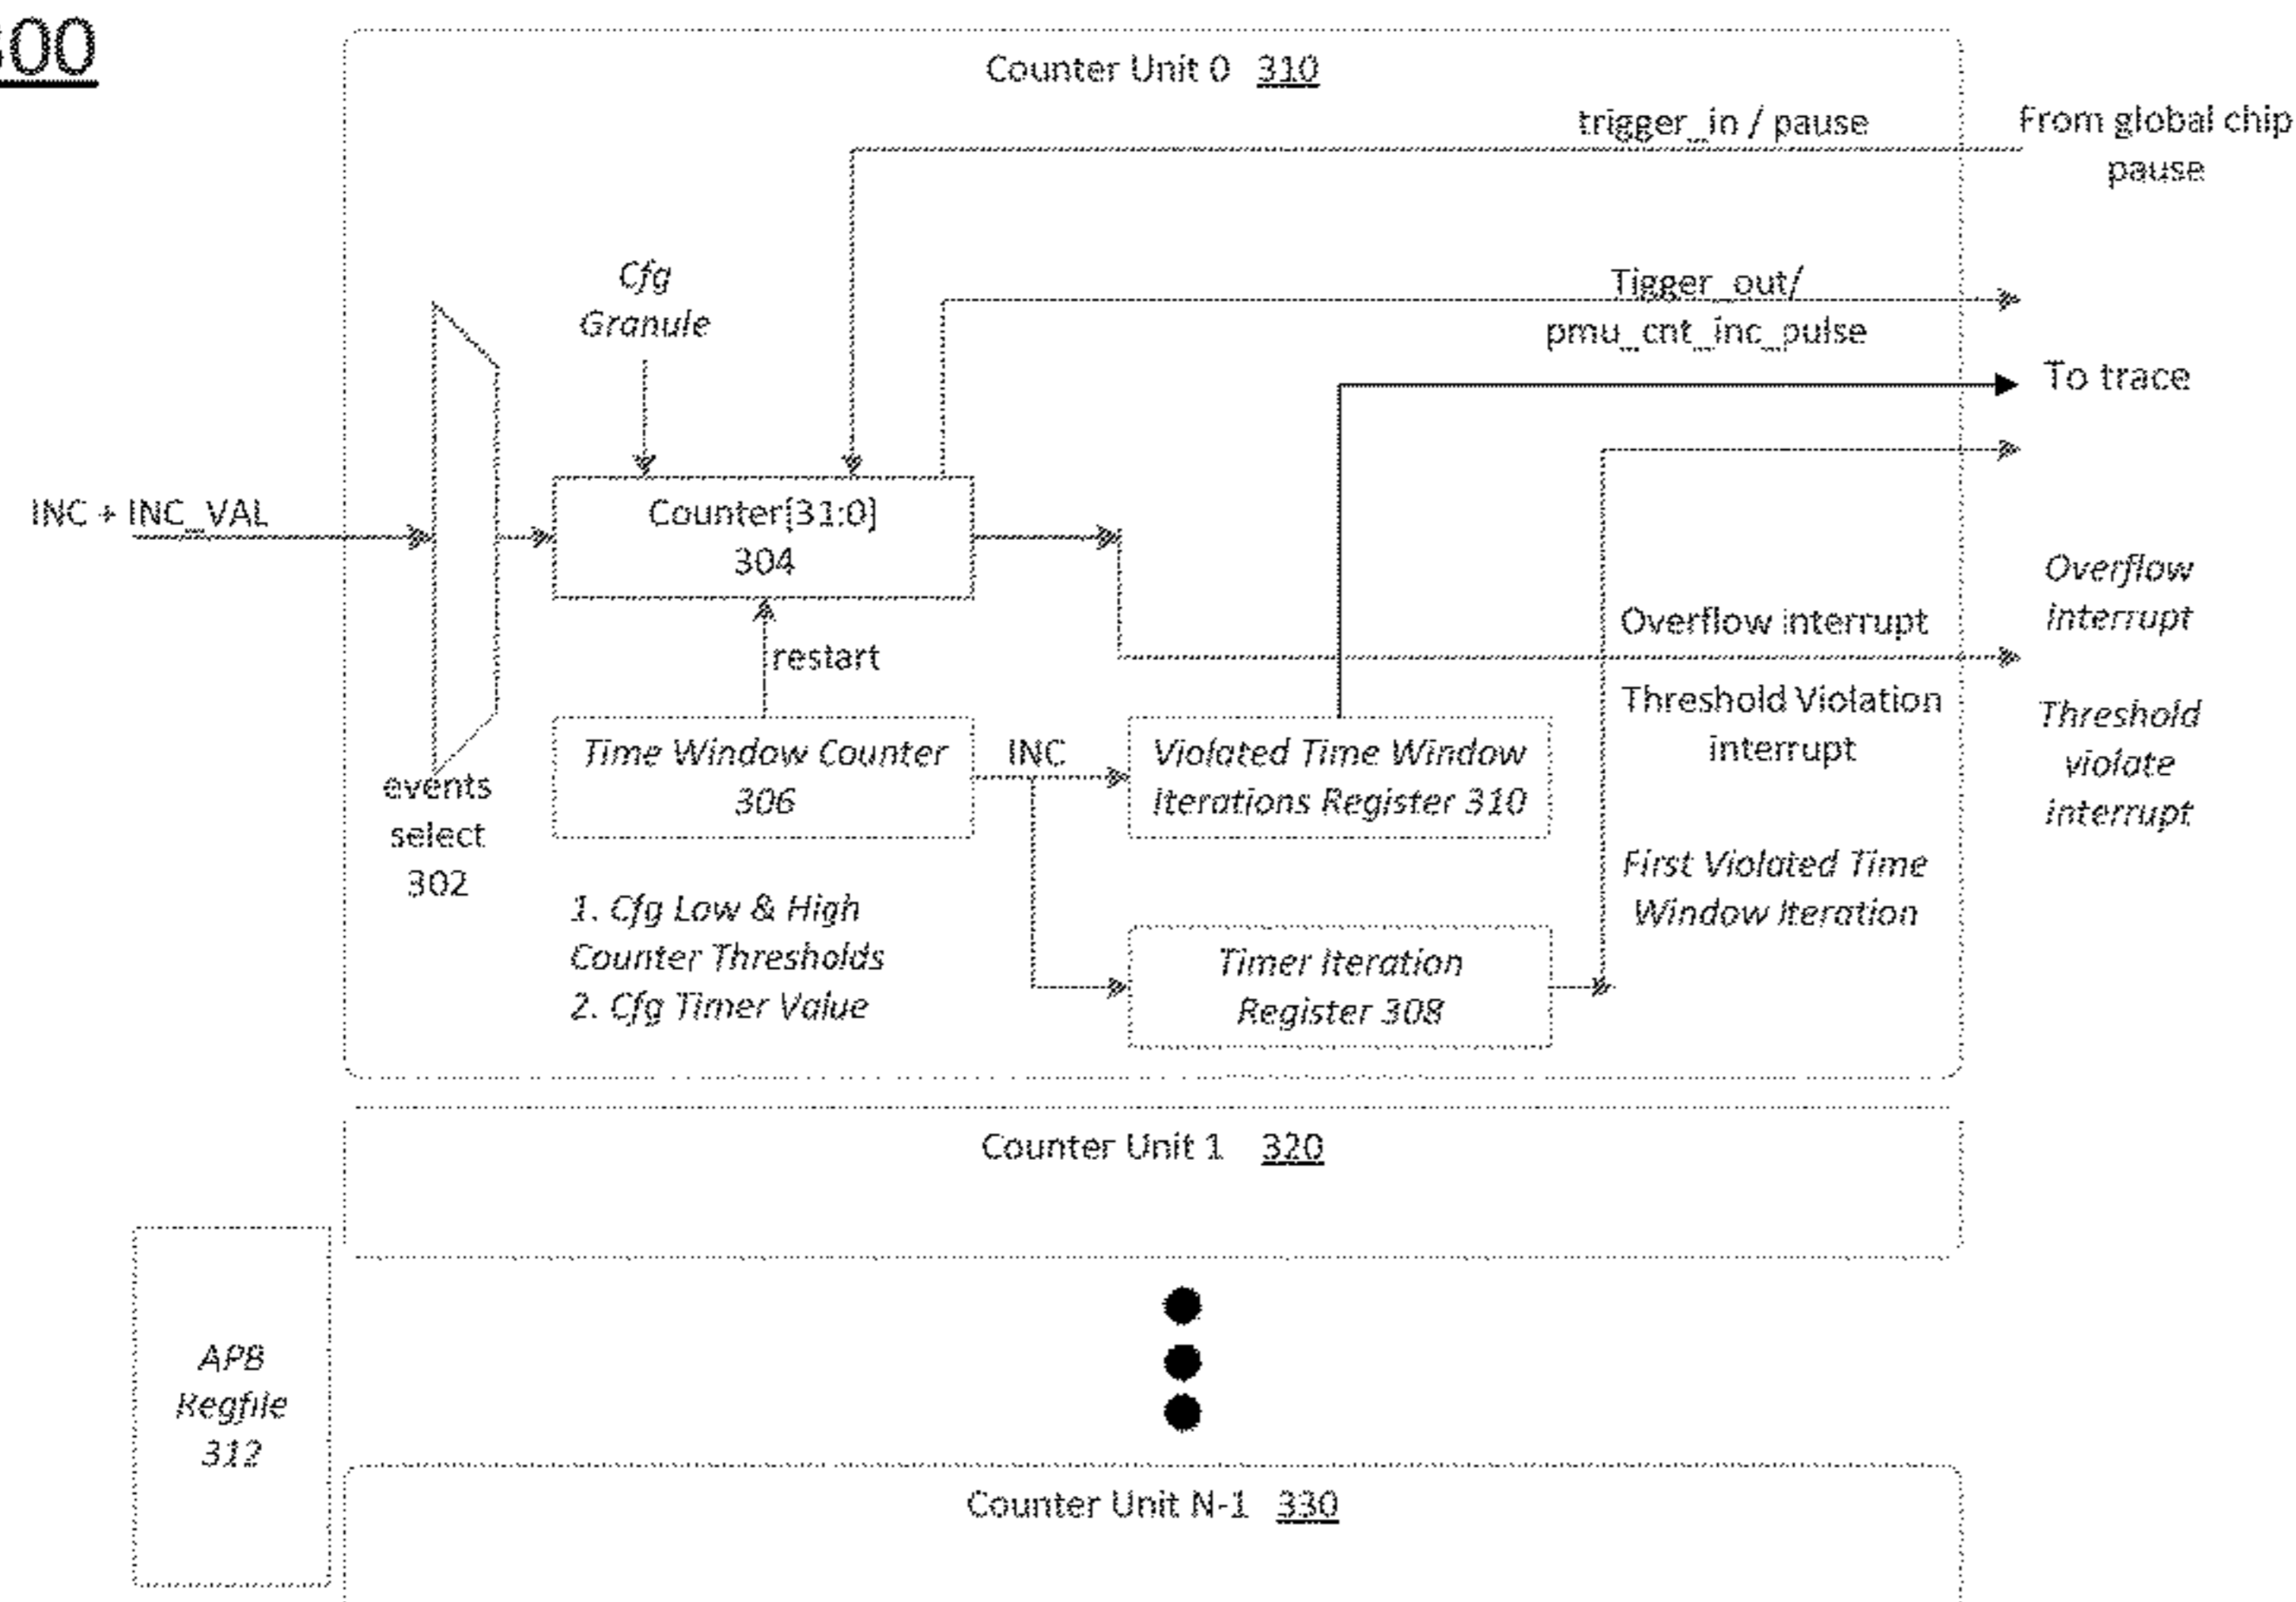 Counter Unit 0 310
trigger_in / pause
From global chip
pause
Cfg
Granule
Tigger_out/
pmu_cnt_inc_pulse
To trace
INC + INC_VAL
Counter[31:0]
304
restart
Overflow interrupt
Overflow
interrupt
Threshold Violation
interrupt
Threshold
violate
interrupt
Time Window Counter
306
INC
Violated Time Window
Iterations Register 310
events
select
302
First Violated Time
Window Iteration
1. Cfg Low & High
Counter Thresholds
2. Cfg Timer Value
Timer Iteration
Register 308
Counter Unit 1 320
APB
Regfile
312
Counter Unit N-1 330